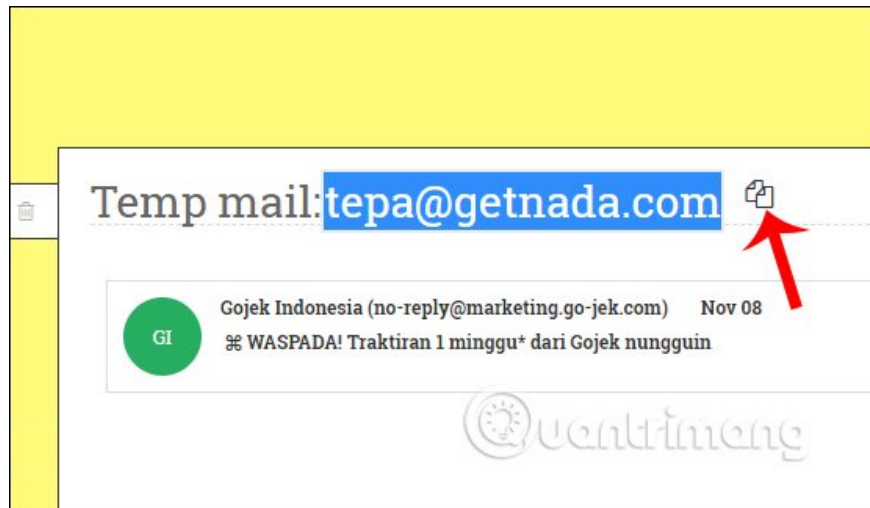 Temp mail:tepa@getnada.com
Gojek Indonesia (no-reply@marketing.go-jek.com) Nov 08
GI
⌘ WASPADA! Traktiran 1 minggu* dari Gojek nungguin
Quantrimang